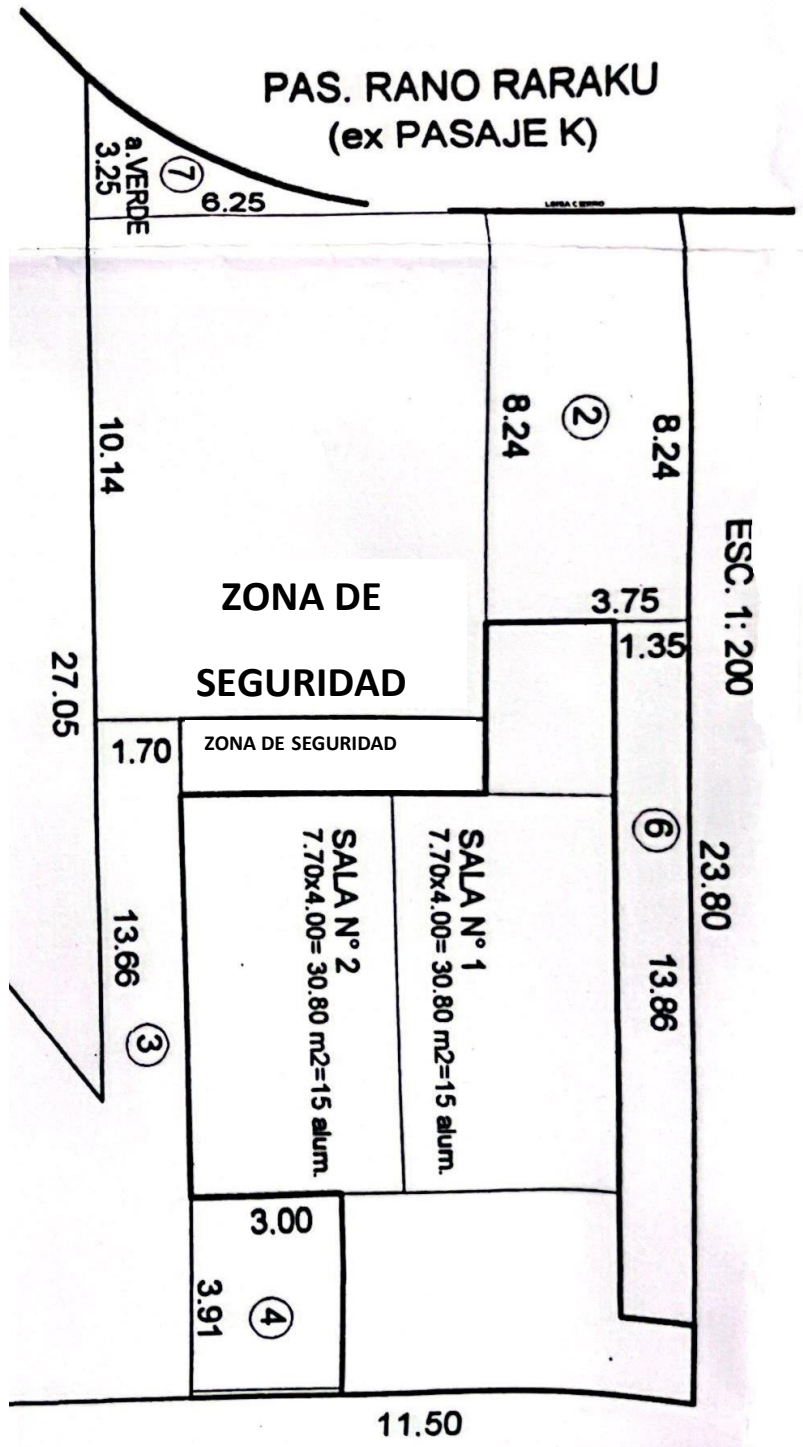 PAS. RANO RARAKU
(ex PASAJE K)
a.VERDE
3.25
7
6.25
10.14
8.24
2
8.24
ESC. 1: 200
ZONA DE
SEGURIDAD
3.75
1.35
27.05
1.70
ZONA DE SEGURIDAD
6
23.80
SALA N° 1
7.70x4.00= 30.80 m2=15 alum.
SALA N° 2
7.70x4.00= 30.80 m2=15 alum.
13.66
3
13.86
3.00
3.91
4
11.50